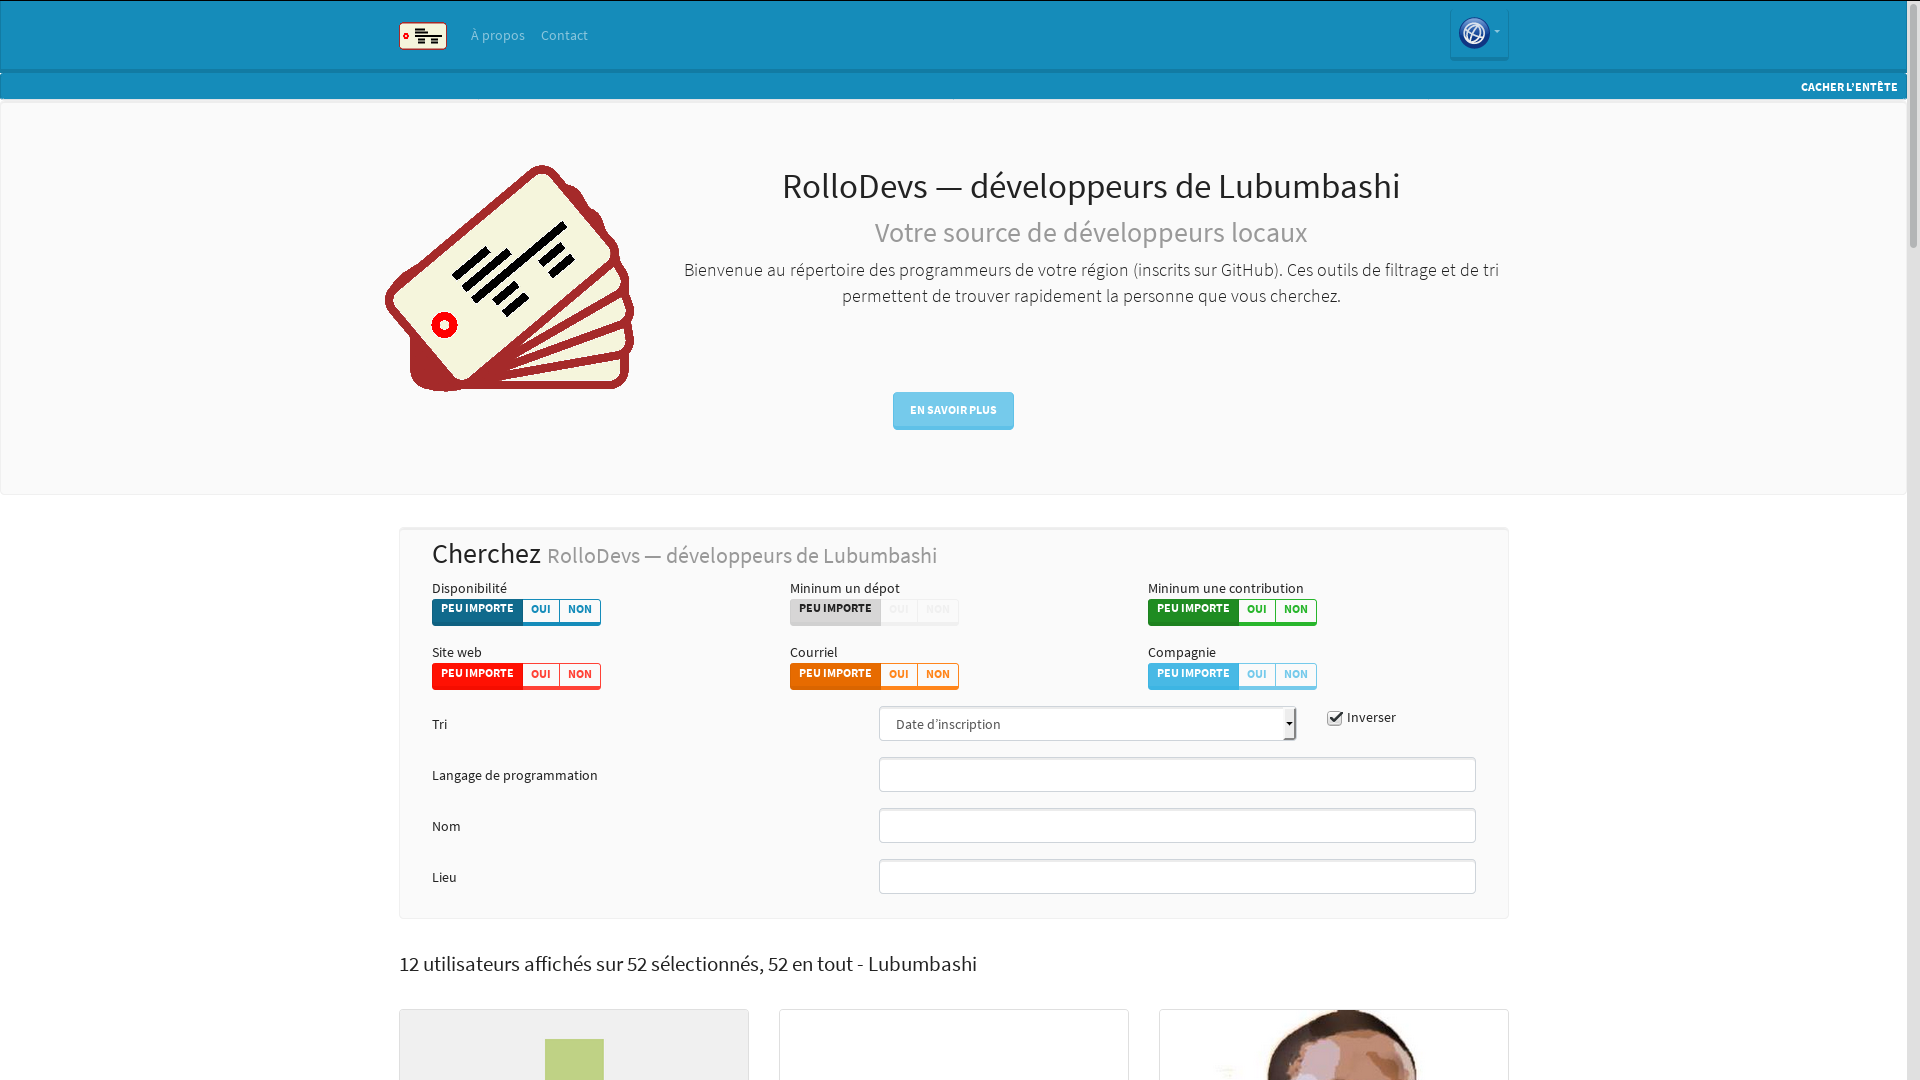 À propos
Contact
CACHER L'ENTÊTE
RolloDevs — développeurs de Lubumbashi
Votre source de développeurs locaux
Bienvenue au répertoire des programmeurs de votre région (inscrits sur GitHub). Ces outils de filtrage et de tri
permettent de trouver rapidement la personne que vous cherchez.
EN SAVOIR PLUS
Cherchez RolloDevs — développeurs de Lubumbashi
Disponibilité
PEU IMPORTE OUI NON
Mininum un dépot
PEU IMPORTE OUI NON
Mininum une contribution
PEU IMPORTE OUI NON
Site web
PEU IMPORTE OUI NON
Courriel
PEU IMPORTE OUI NON
Compagnie
PEU IMPORTE OUI NON
Tri
Date d’inscription
Inverser
Langage de programmation
Nom
Lieu
12 utilisateurs affichés sur 52 sélectionnés, 52 en tout - Lubumbashi